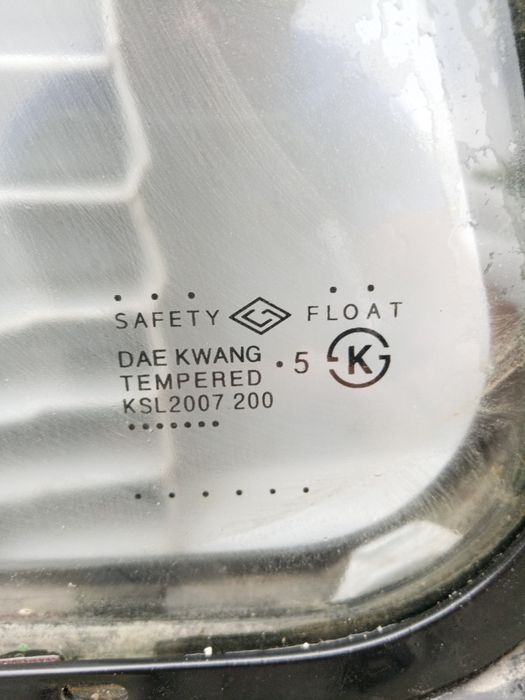 SAFETY G FLOAT
DAE KWANG
TEMPERED · 5 K
KSL2007 200